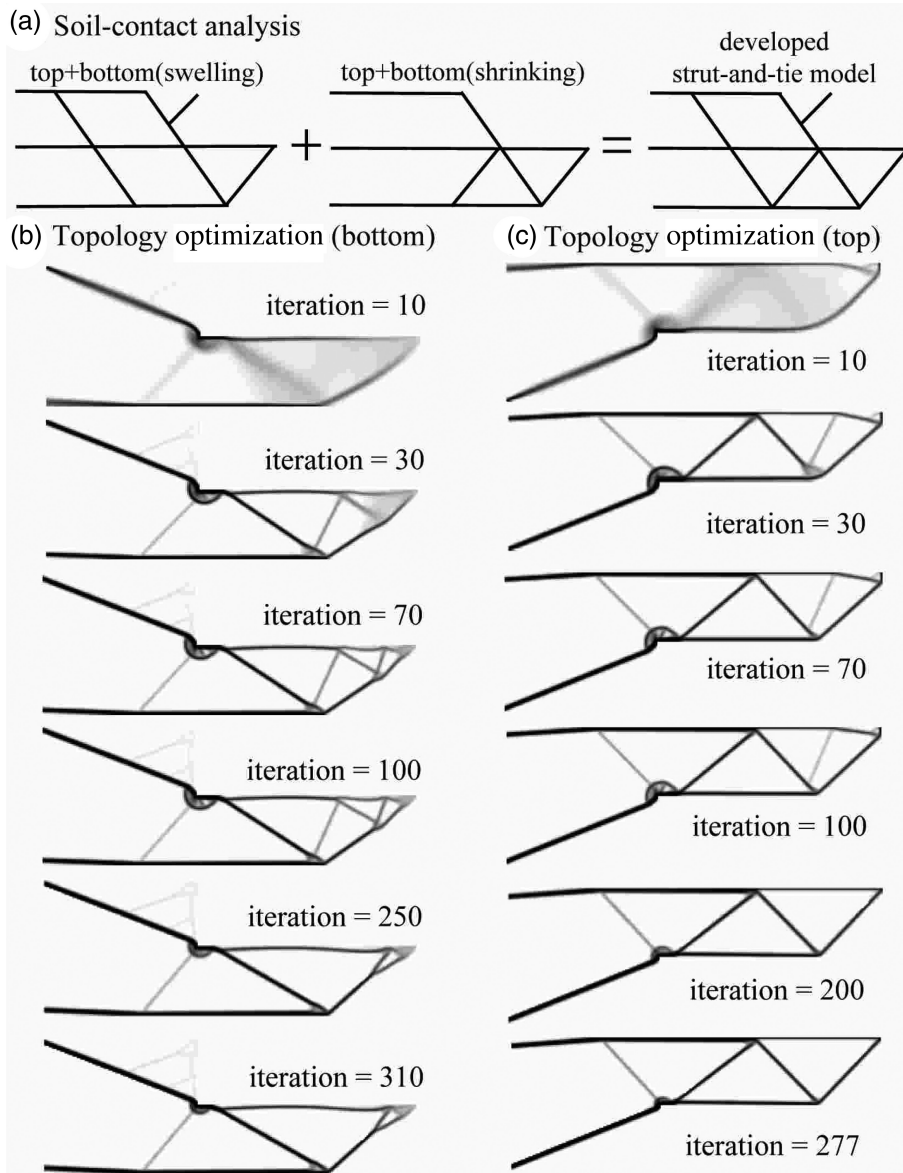 (a) Soil-contact analysis
top+bottom(swelling)
top+bottom(shrinking)
developed
strut-and-tie model
+
=
(b) Topology optimization (bottom)
iteration = 10
iteration = 30
iteration = 70
iteration = 100
iteration = 250
iteration = 310
(c) Topology optimization (top)
iteration = 10
iteration = 30
iteration = 70
iteration = 100
iteration = 200
iteration = 277